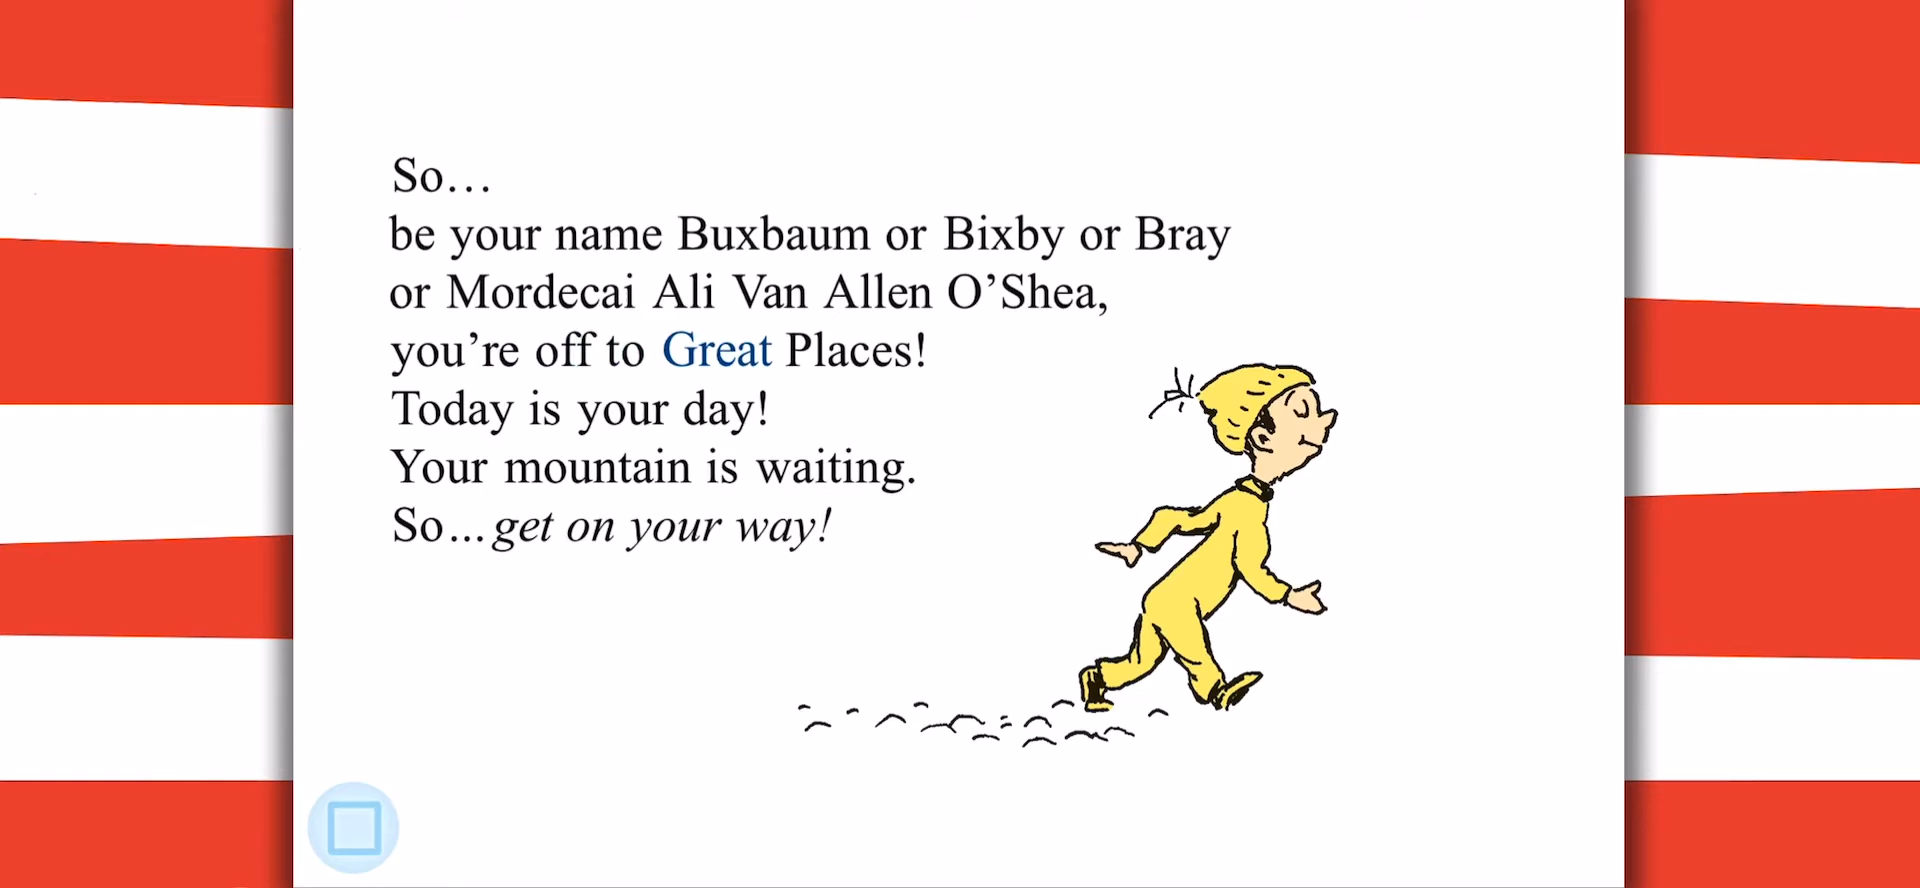 So…
be your name Buxbaum or Bixby or Bray
or Mordecai Ali Van Allen O’Shea,
you’re off to Great Places!
Today is your day!
Your mountain is waiting.
So…get on your way!